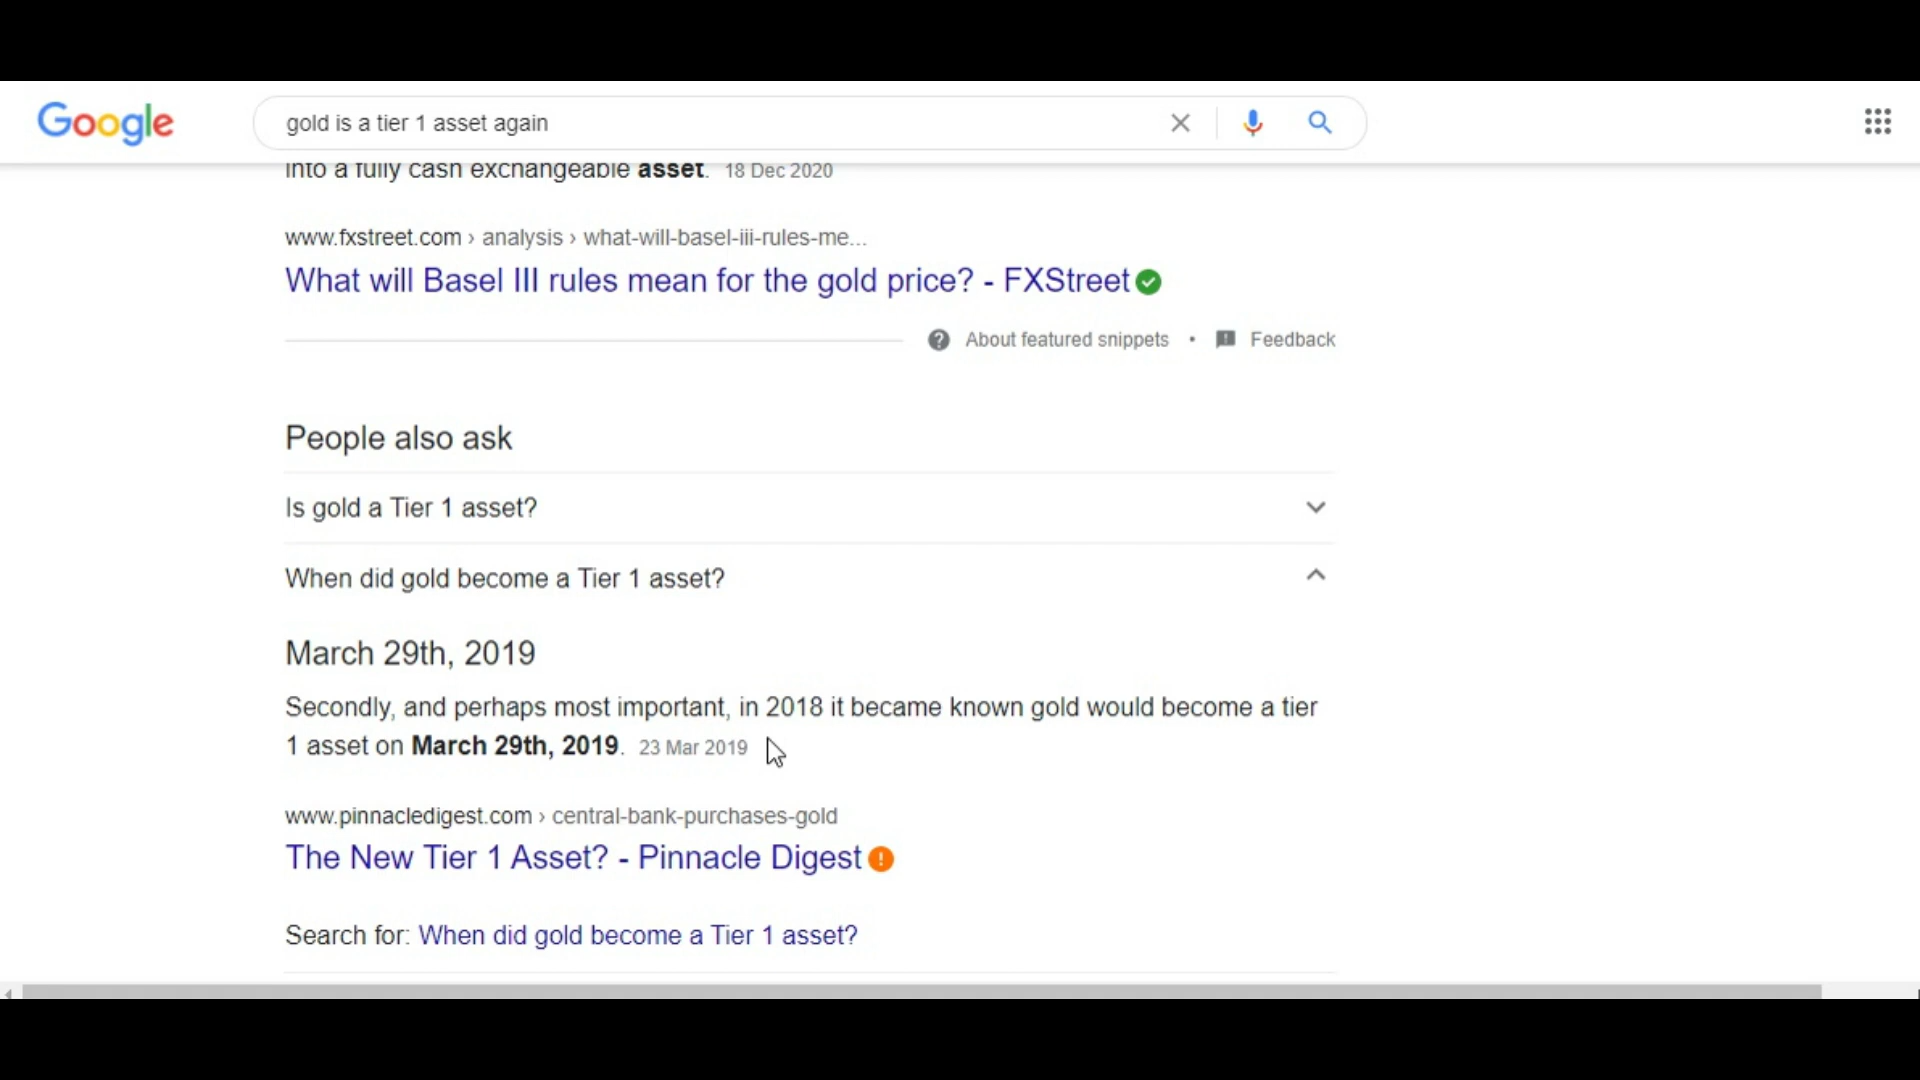 Google
gold is a tier 1 asset again
into a fully cash exchangeable asset. 18 Dec 2020
www.fxstreet.com › analysis › what-will-basel-iii-rules-me...
What will Basel III rules mean for the gold price? - FXStreet
About featured snippets • Feedback
People also ask
Is gold a Tier 1 asset?
When did gold become a Tier 1 asset?
March 29th, 2019
Secondly, and perhaps most important, in 2018 it became known gold would become a tier
1 asset on March 29th, 2019. 23 Mar 2019
www.pinnacledigest.com › central-bank-purchases-gold
The New Tier 1 Asset? - Pinnacle Digest
Search for: When did gold become a Tier 1 asset?